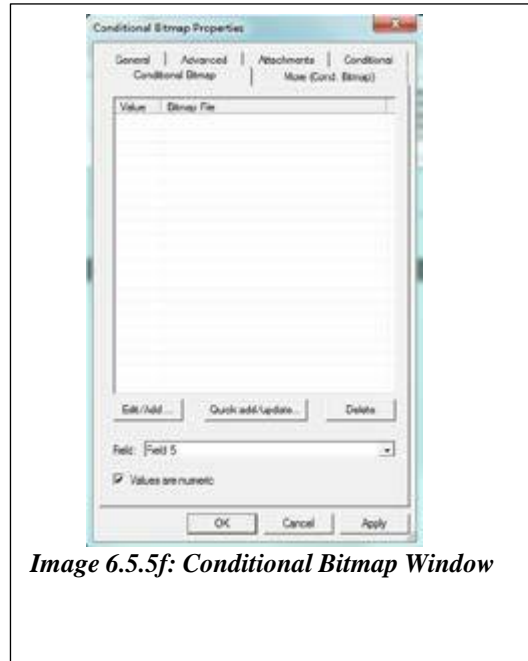 Conditional Bitmap Properties
General Advanced Attachments Conditional
Conditional Bitmap More (Cond. Bitmap)
Value Bitmap File
Edit/Add... Quick add/update... Delete
Field: Field 5
Values are numeric
OK Cancel Apply
Image 6.5.5f: Conditional Bitmap Window